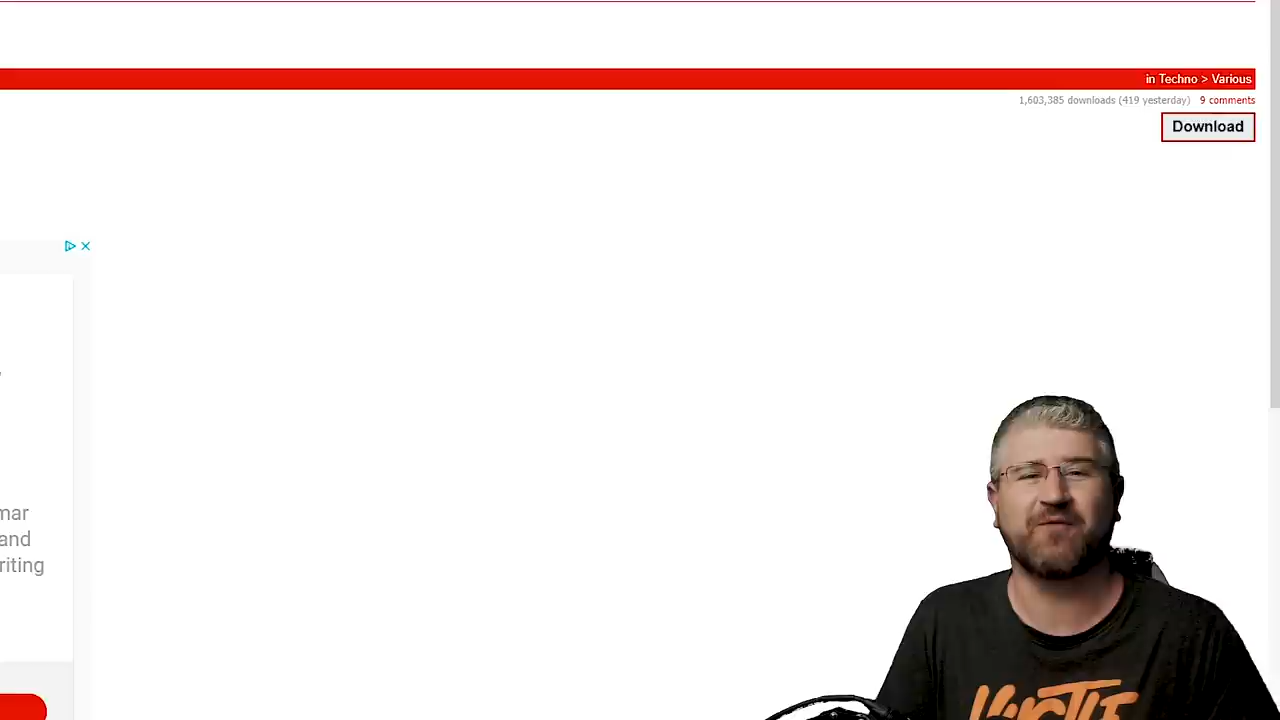 in Techno > Various
1,603,385 downloads (419 yesterday) 9 comments
Download
mar
and
riting